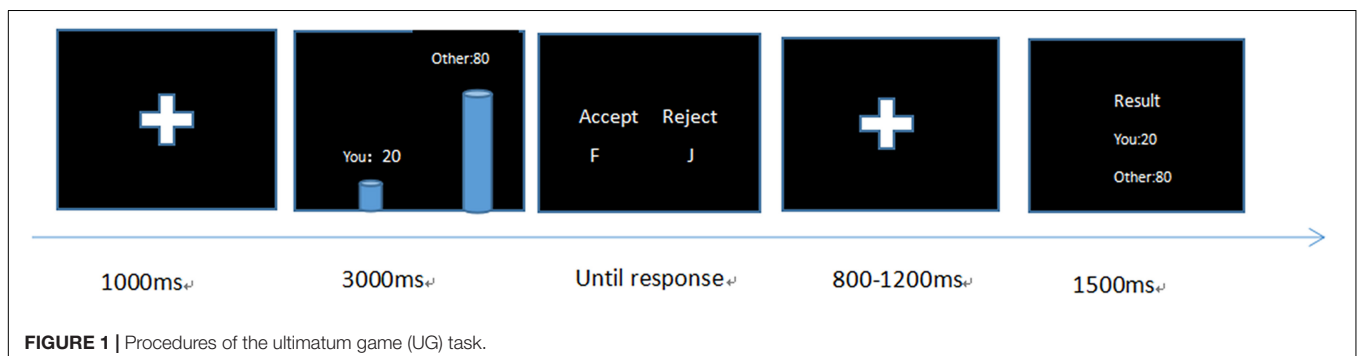 Other:80
You: 20
Accept Reject
F J
Result
You:20
Other:80
1000ms↵
3000ms↵
Until response↵
800-1200ms↵
1500ms↵
FIGURE 1 | Procedures of the ultimatum game (UG) task.